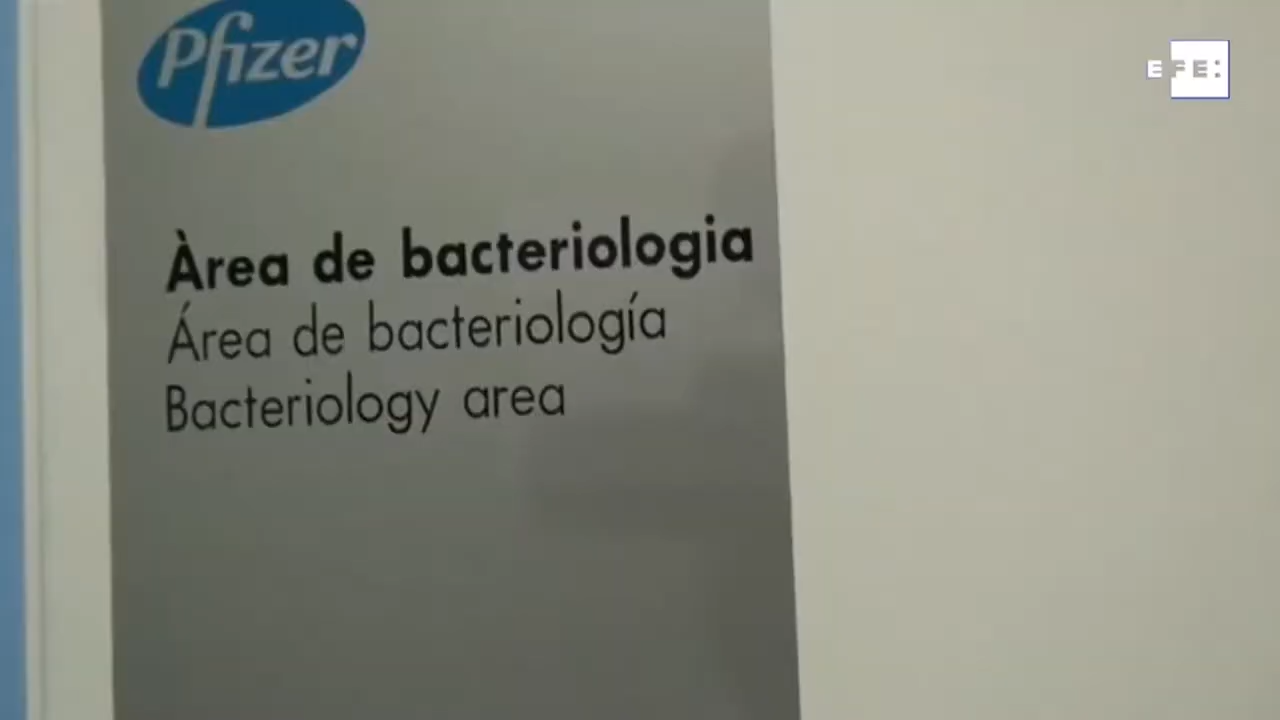 Pfizer
EFE:
Àrea de bacteriologia
Área de bacteriología
Bacteriology area